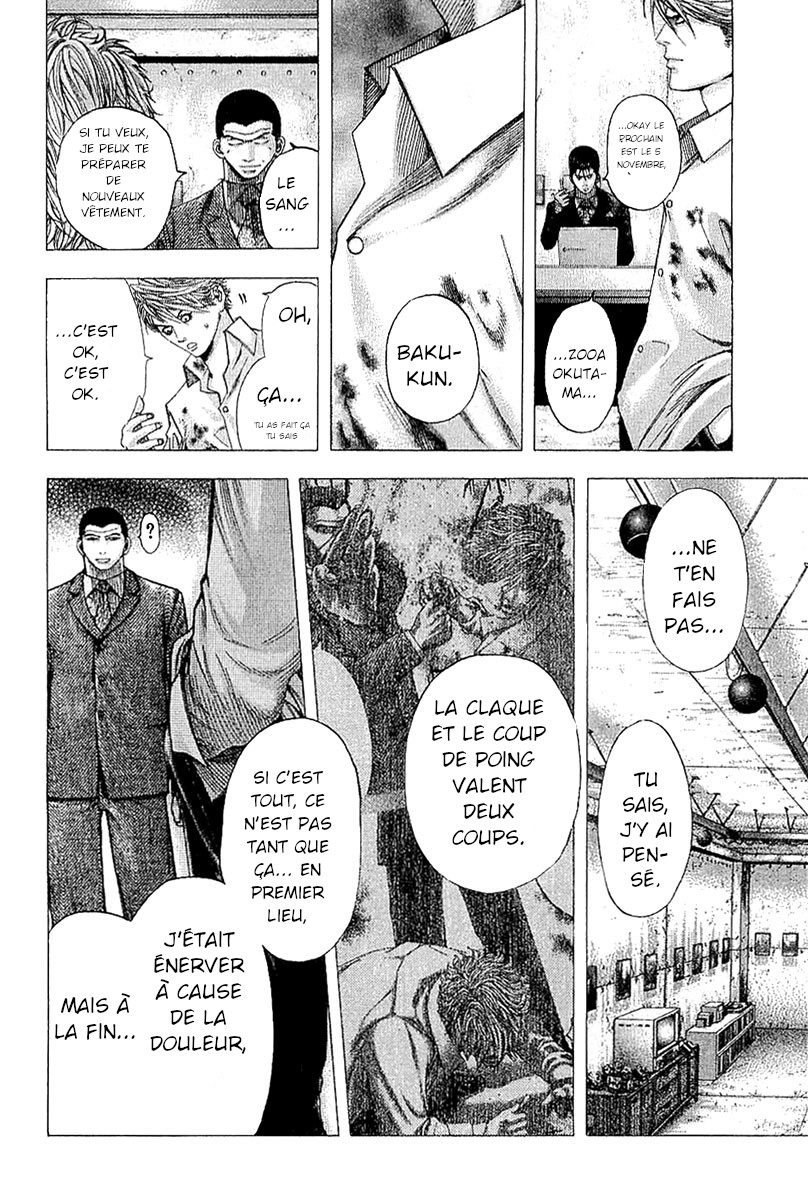 ...OKAY LE
PROCHAIN
EST LE 5
NOVEMBRE,
...ZOOA
OKUTA-
MA...
BAKU-
KUN.
LE
SANG
...
SI TU VEUX,
JE PEUX TE
PRÉPARER
DE
NOUVEAUX
VÊTEMENT.
OH,
ÇA...
TU AS FAIT ÇA
TU SAIS
...C'EST
OK,
C'EST
OK.
...NE
T'EN
FAIS
PAS...
TU
SAIS,
J'Y AI
PEN-
SÉ.
LA CLAQUE
ET LE COUP
DE POING
VALENT
DEUX
COUPS.
?
SI C'EST
TOUT, CE
N'EST PAS
TANT QUE
ÇA... EN
PREMIER
LIEU,
J'ÉTAIT
ÉNERVER
À CAUSE
DE LA
DOULEUR,
MAIS À
LA FIN...